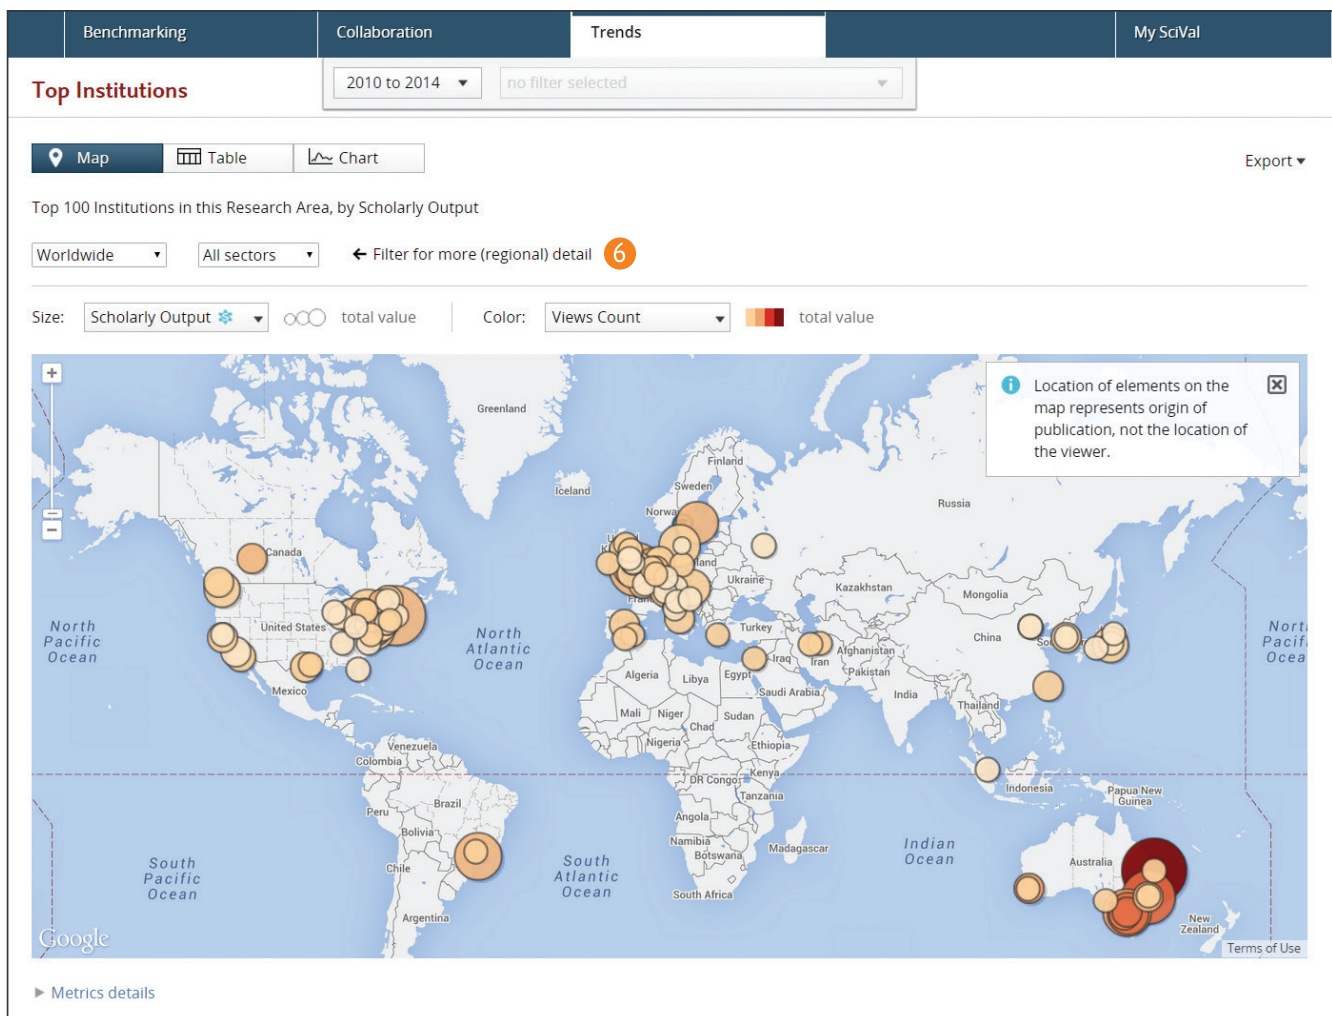 Benchmarking
Collaboration
Trends
My SciVal
Top Institutions
2010 to 2014
no filter selected
Map
Table
Chart
Export
Top 100 Institutions in this Research Area, by Scholarly Output
Worldwide
All sectors
Filter for more (regional) detail
6
Size:
Scholarly Output
total value
Color:
Views Count
total value
Location of elements on the
map represents origin of
publication, not the location of
the viewer.
Greenland
Iceland
Finland
Sweden
Norwa
Russia
Canada
Ukraine
Kazakhstan
Mongolia
North
Pacific
Ocean
United States
North
Atlantic
Ocean
Turkey
China
Mexico
Algeria
Libya
Egypt
Iraq
Iran
Afghanistan
Pakistan
Saudi Arabia
India
Thailand
Mali
Niger
Chad
Sudan
Nigeria
Ethiopia
Venezuela
Colombia
DR Congo
Kenya
Tanzania
Indonesia
Papua New
Guinea
Peru
Brazil
Bolivia
Angola
Namibia
Botswana
Madagascar
South
Pacific
Ocean
Chile
South
Atlantic
Ocean
Indian
Ocean
Australia
South Africa
Argentina
New
Zealand
Google
Terms of Use
Metrics details